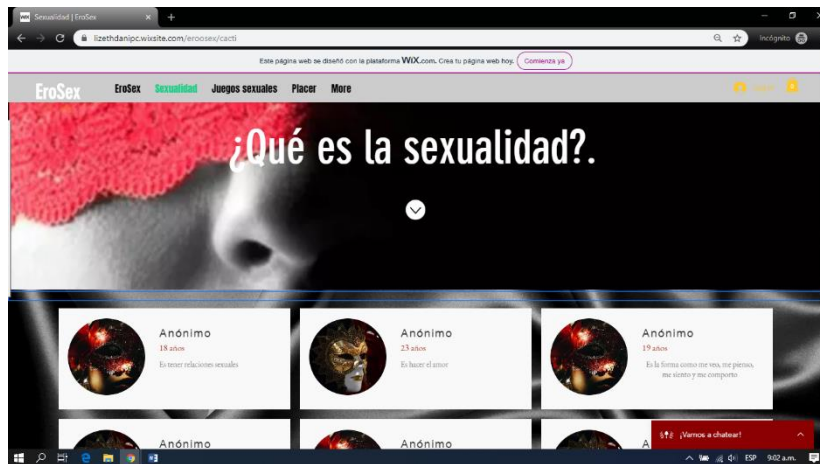 Sexualidad | EroSex
lizethdanipc.wixsite.com/eroosex/cacti
Incógnito
Este página web se diseñó con la plataforma WiX.com. Crea tu página web hoy.
Comienza ya
EroSex
EroSex Sexualidad Juegos sexuales Placer More
¿Qué es la sexualidad?.
Anónimo
18 años
Es tener relaciones sexuales
Anónimo
23 años
Es hacer el amor
Anónimo
19 años
Es la forma como me veo, me pienso,
me siento y me comporto
Anónimo
Anónimo
A
¡Vamos a chatear!
ESP
9:02 a.m.